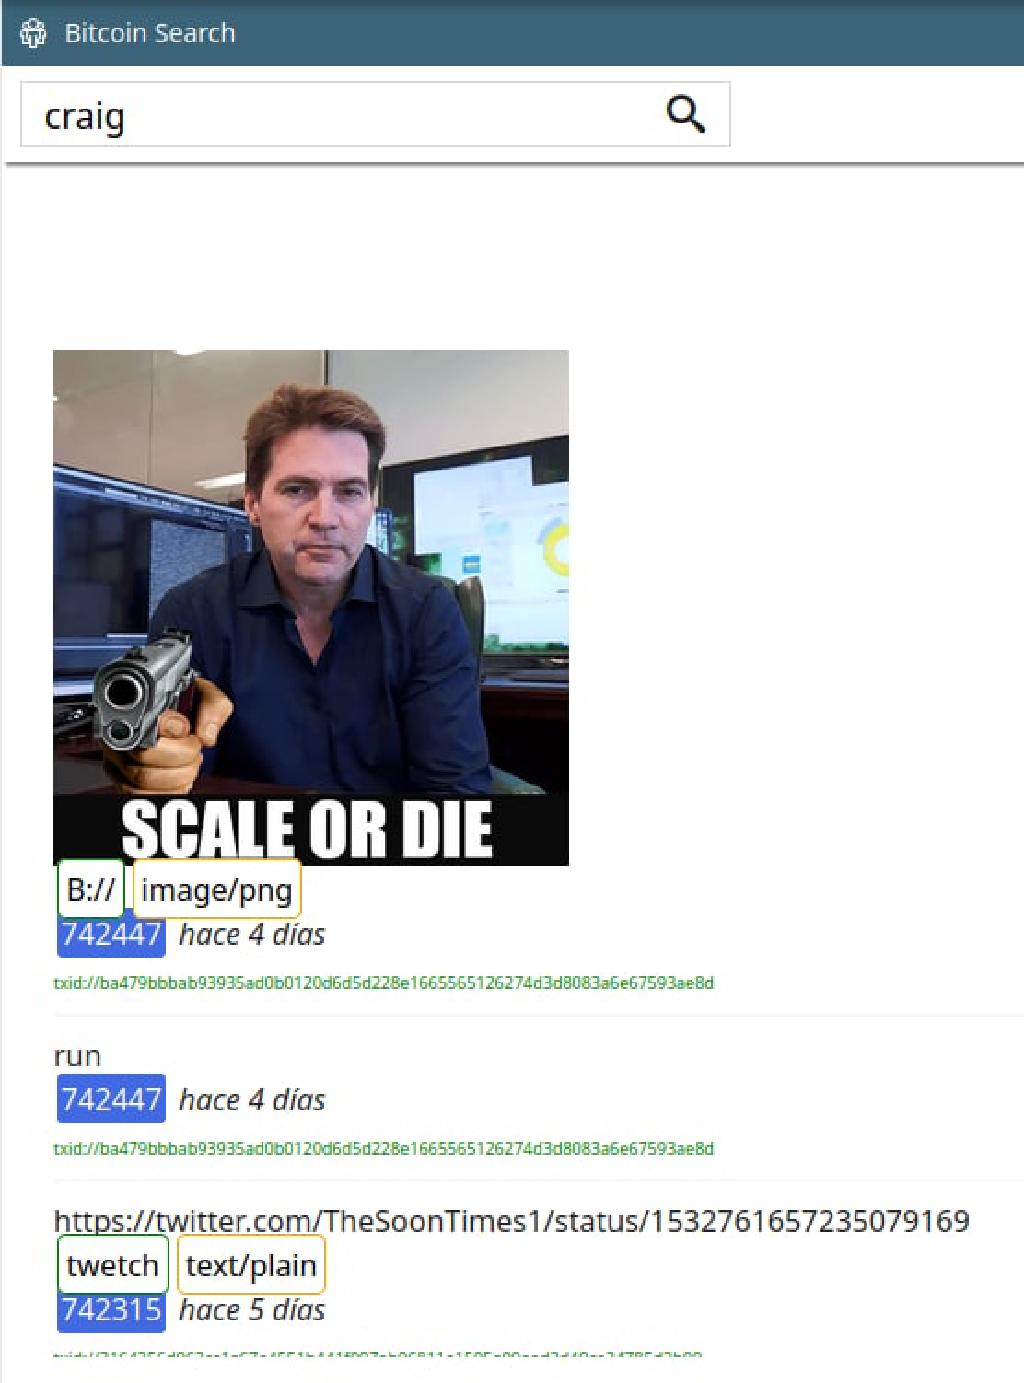 Bitcoin Search
craig
SCALE OR DIE
B:// image/png
742447 hace 4 días
txid://ba479bbbab93935ad0b0120d6d5d228e1665565126274d3d8083a6e67593ae8d
run
742447 hace 4 días
txid://ba479bbbab93935ad0b0120d6d5d228e1665565126274d3d8083a6e67593ae8d
https://twitter.com/TheSoonTimes1/status/1532761657235079169
twetch text/plain
742315 hace 5 días